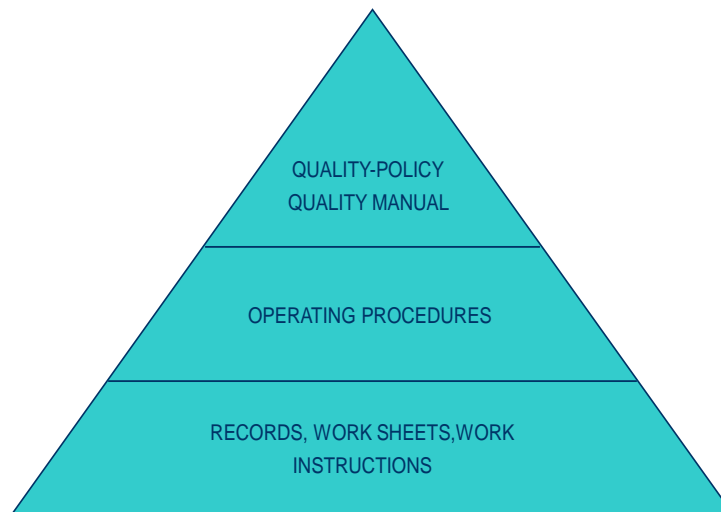 QUALITY-POLICY
QUALITY MANUAL
OPERATING PROCEDURES
RECORDS, WORK SHEETS,WORK
INSTRUCTIONS